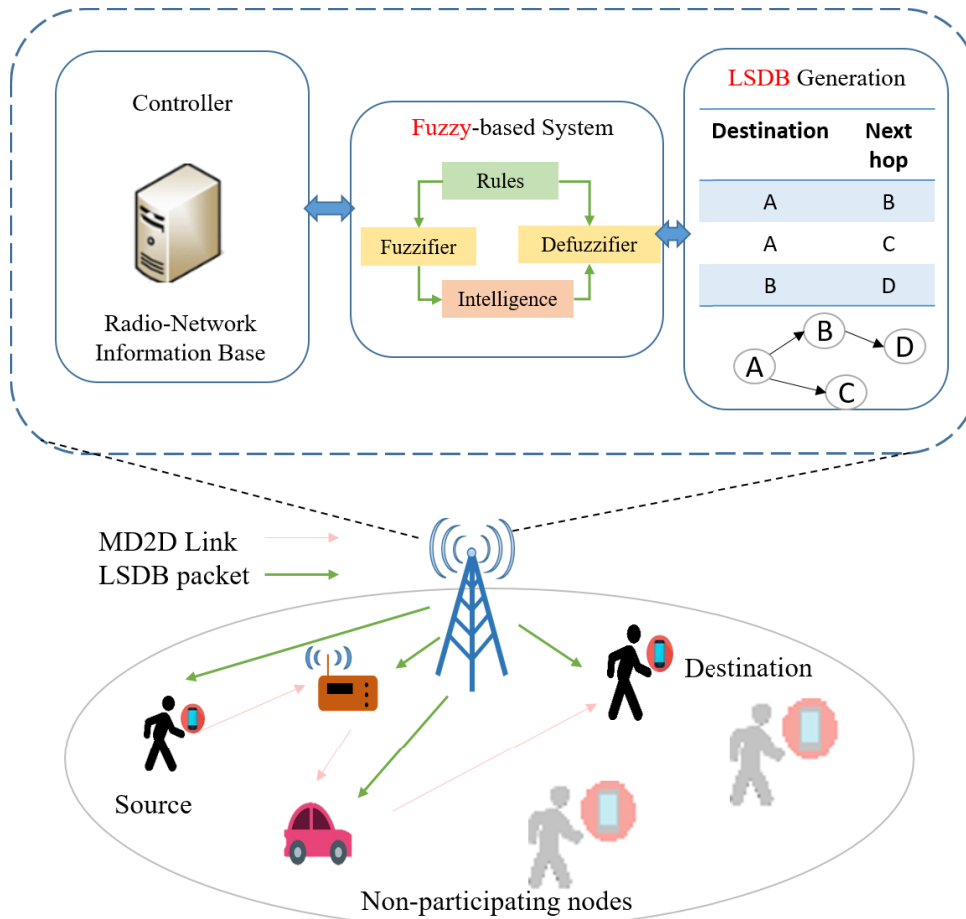 Controller
Radio-Network
Information Base
Fuzzy-based System
Rules
Fuzzifier
Defuzzifier
Intelligence
LSDB Generation
Destination Next
hop
A B
A C
B D
A
B
D
C
MD2D Link
LSDB packet
Source
Destination
Non-participating nodes